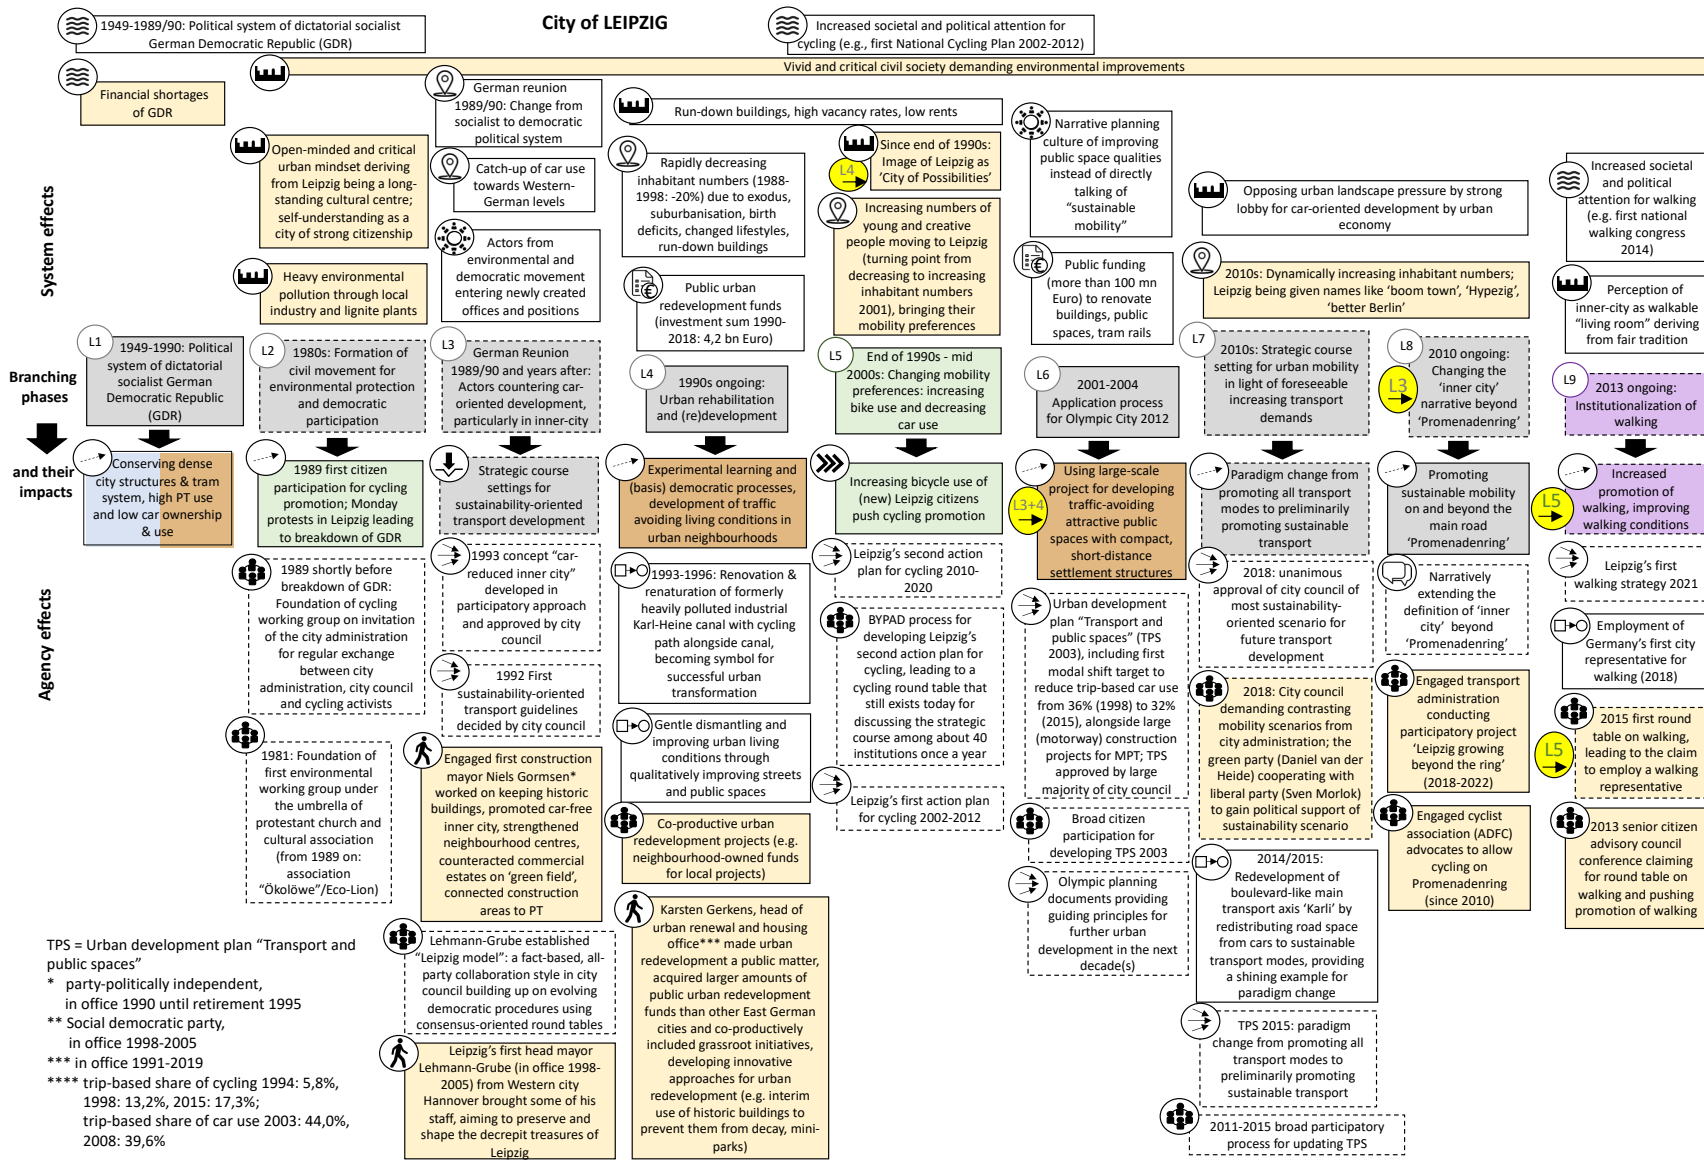 City of LEIPZIG
1949-1989/90: Political system of dictatorial socialist
German Democratic Republic (GDR)
Increased societal and political attention for
cycling (e.g., first National Cycling Plan 2002-2012)
Vivid and critical civil society demanding environmental improvements
System effects
Financial shortages
of GDR
Open-minded and critical
urban mindset deriving
from Leipzig being a long-
standing cultural centre;
self-understanding as a
city of strong citizenship
Heavy environmental
pollution through local
industry and lignite plants
German reunion
1989/90: Change from
socialist to democratic
political system
Catch-up of car use
towards Western-
German levels
Actors from
environmental and
democratic movement
entering newly created
offices and positions
Run-down buildings, high vacancy rates, low rents
Rapidly decreasing
inhabitant numbers (1988-
1998: -20%) due to exodus,
suburbanisation, birth
deficits, changed lifestyles,
run-down buildings
Public urban
redevelopment funds
(investment sum 1990-
2018: 4,2 bn Euro)
Since end of 1990s:
Image of Leipzig as
'City of Possibilities'
L4
Increasing numbers of
young and creative
people moving to Leipzig
(turning point from
decreasing to increasing
inhabitant numbers
2001), bringing their
mobility preferences
Narrative planning
culture of improving
public space qualities
instead of directly
talking of
“sustainable
mobility”
Public funding
(more than 100 mn
Euro) to renovate
buildings, public
spaces, tram rails
Opposing urban landscape pressure by strong
lobby for car-oriented development by urban
economy
2010s: Dynamically increasing inhabitant numbers;
Leipzig being given names like ‘boom town’, ‘Hypezig’,
‘better Berlin’
Increased societal
and political
attention for walking
(e.g. first national
walking congress
2014)
Perception of
inner-city as walkable
“living room” deriving
from fair tradition
Branching
phases
L1
1949-1990: Political
system of dictatorial
socialist German
Democratic Republic
(GDR)
L2
1980s: Formation of
civil movement for
environmental protection
and democratic
participation
L3
German Reunion
1989/90 and years after:
Actors countering car-
oriented development,
particularly in inner-city
L4
1990s ongoing:
Urban rehabilitation
and (re)development
L5
End of 1990s - mid
2000s: Changing mobility
preferences: increasing
bike use and decreasing
car use
L6
2001-2004
Application process
for Olympic City 2012
L7
2010s: Strategic course
setting for urban mobility
in light of foreseeable
increasing transport
demands
L8
2010 ongoing:
Changing the
‘inner city’
narrative beyond
‘Promenadenring’
L3
L9
2013 ongoing:
Institutionalization of
walking
and their
impacts
Conserving dense
city structures & tram
system, high PT use
and low car ownership
& use
1989 first citizen
participation for cycling
promotion; Monday
protests in Leipzig leading
to breakdown of GDR
Strategic course
settings for
sustainability-oriented
transport development
Experimental learning and
(basis) democratic processes,
development of traffic
avoiding living conditions in
urban neighbourhoods
Increasing bicycle use of
(new) Leipzig citizens
push cycling promotion
L3+4
Using large-scale
project for developing
traffic-avoiding
attractive public
spaces with compact,
short-distance
settlement structures
Paradigm change from
promoting all transport
modes to preliminarily
promoting sustainable
transport
Promoting
sustainable mobility
on and beyond the
main road
‘Promenadenring’
L5
Increased
promotion of
walking, improving
walking conditions
Agency effects
1989 shortly before
breakdown of GDR:
Foundation of cycling
working group on invitation
of the city administration
for regular exchange
between city
administration, city council
and cycling activists
1981: Foundation of
first environmental
working group under
the umbrella of
protestant church and
cultural association
(from 1989 on:
association
“Ökolöwe”/Eco-Lion)
1993 concept “car-
reduced inner city”
developed in
participatory approach
and approved by city
council
1992 First
sustainability-oriented
transport guidelines
decided by city council
Engaged first construction
mayor Niels Gormsen*
worked on keeping historic
buildings, promoted car-free
inner city, strengthened
neighbourhood centres,
counteracted commercial
estates on ‘green field’,
connected construction
areas to PT
Lehmann-Grube established
“Leipzig model”: a fact-based, all-
party collaboration style in city
council building up on evolving
democratic procedures using
consensus-oriented round tables
Leipzig’s first head mayor
Lehmann-Grube (in office 1998-
2005) from Western city
Hannover brought some of his
staff, aiming to preserve and
shape the decrepit treasures of
Leipzig
1993-1996: Renovation &
renaturation of formerly
heavily polluted industrial
Karl-Heine canal with cycling
path alongside canal,
becoming symbol for
successful urban
transformation
Gentle dismantling and
improving urban living
conditions through
qualitatively improving streets
and public spaces
Co-productive urban
redevelopment projects (e.g.
neighbourhood-owned funds
for local projects)
Karsten Gerkens, head of
urban renewal and housing
office*** made urban
redevelopment a public matter,
acquired larger amounts of
public urban redevelopment
funds than other East German
cities and co-productively
included grassroot initiatives,
developing innovative
approaches for urban
redevelopment (e.g. interim
use of historic buildings to
prevent them from decay, mini-
parks)
Leipzig’s second action
plan for cycling 2010-
2020
BYPAD process for
developing Leipzig’s
second action plan for
cycling, leading to a
cycling round table that
still exists today for
discussing the strategic
course among about 40
institutions once a year
Leipzig’s first action plan
for cycling 2002-2012
Urban development
plan “Transport and
public spaces” (TPS
2003), including first
modal shift target to
reduce trip-based car use
from 36% (1998) to 32%
(2015), alongside large
(motorway) construction
projects for MPT; TPS
approved by large
majority of city council
Broad citizen
participation for
developing TPS 2003
Olympic planning
documents providing
guiding principles for
further urban
development in the next
decade(s)
2018: unanimous
approval of city council of
most sustainability-
oriented scenario for
future transport
development
2018: City council
demanding contrasting
mobility scenarios from
city administration; the
green party (Daniel van der
Heide) cooperating with
liberal party (Sven Morlok)
to gain political support of
sustainability scenario
2014/2015:
Redevelopment of
boulevard-like main
transport axis ‘Karli’ by
redistributing road space
from cars to sustainable
transport modes, providing
a shining example for
paradigm change
TPS 2015: paradigm
change from promoting all
transport modes to
preliminarily promoting
sustainable transport
2011-2015 broad participatory
process for updating TPS
Narratively
extending the
definition of ‘inner
city’ beyond
‘Promenadenring’
Engaged transport
administration
conducting
participatory project
‘Leipzig growing
beyond the ring’
(2018-2022)
Engaged cyclist
association (ADFC)
advocates to allow
cycling on
Promenadenring
(since 2010)
Leipzig’s first
walking strategy 2021
Employment of
Germany’s first city
representative for
walking (2018)
L5
2015 first round
table on walking,
leading to the claim
to employ a walking
representative
2013 senior citizen
advisory council
conference claiming
for round table on
walking and pushing
promotion of walking
TPS = Urban development plan “Transport and
public spaces”
* party-politically independent,
in office 1990 until retirement 1995
** Social democratic party,
in office 1998-2005
*** in office 1991-2019
**** trip-based share of cycling 1994: 5,8%,
1998: 13,2%, 2015: 17,3%;
trip-based share of car use 2003: 44,0%,
2008: 39,6%